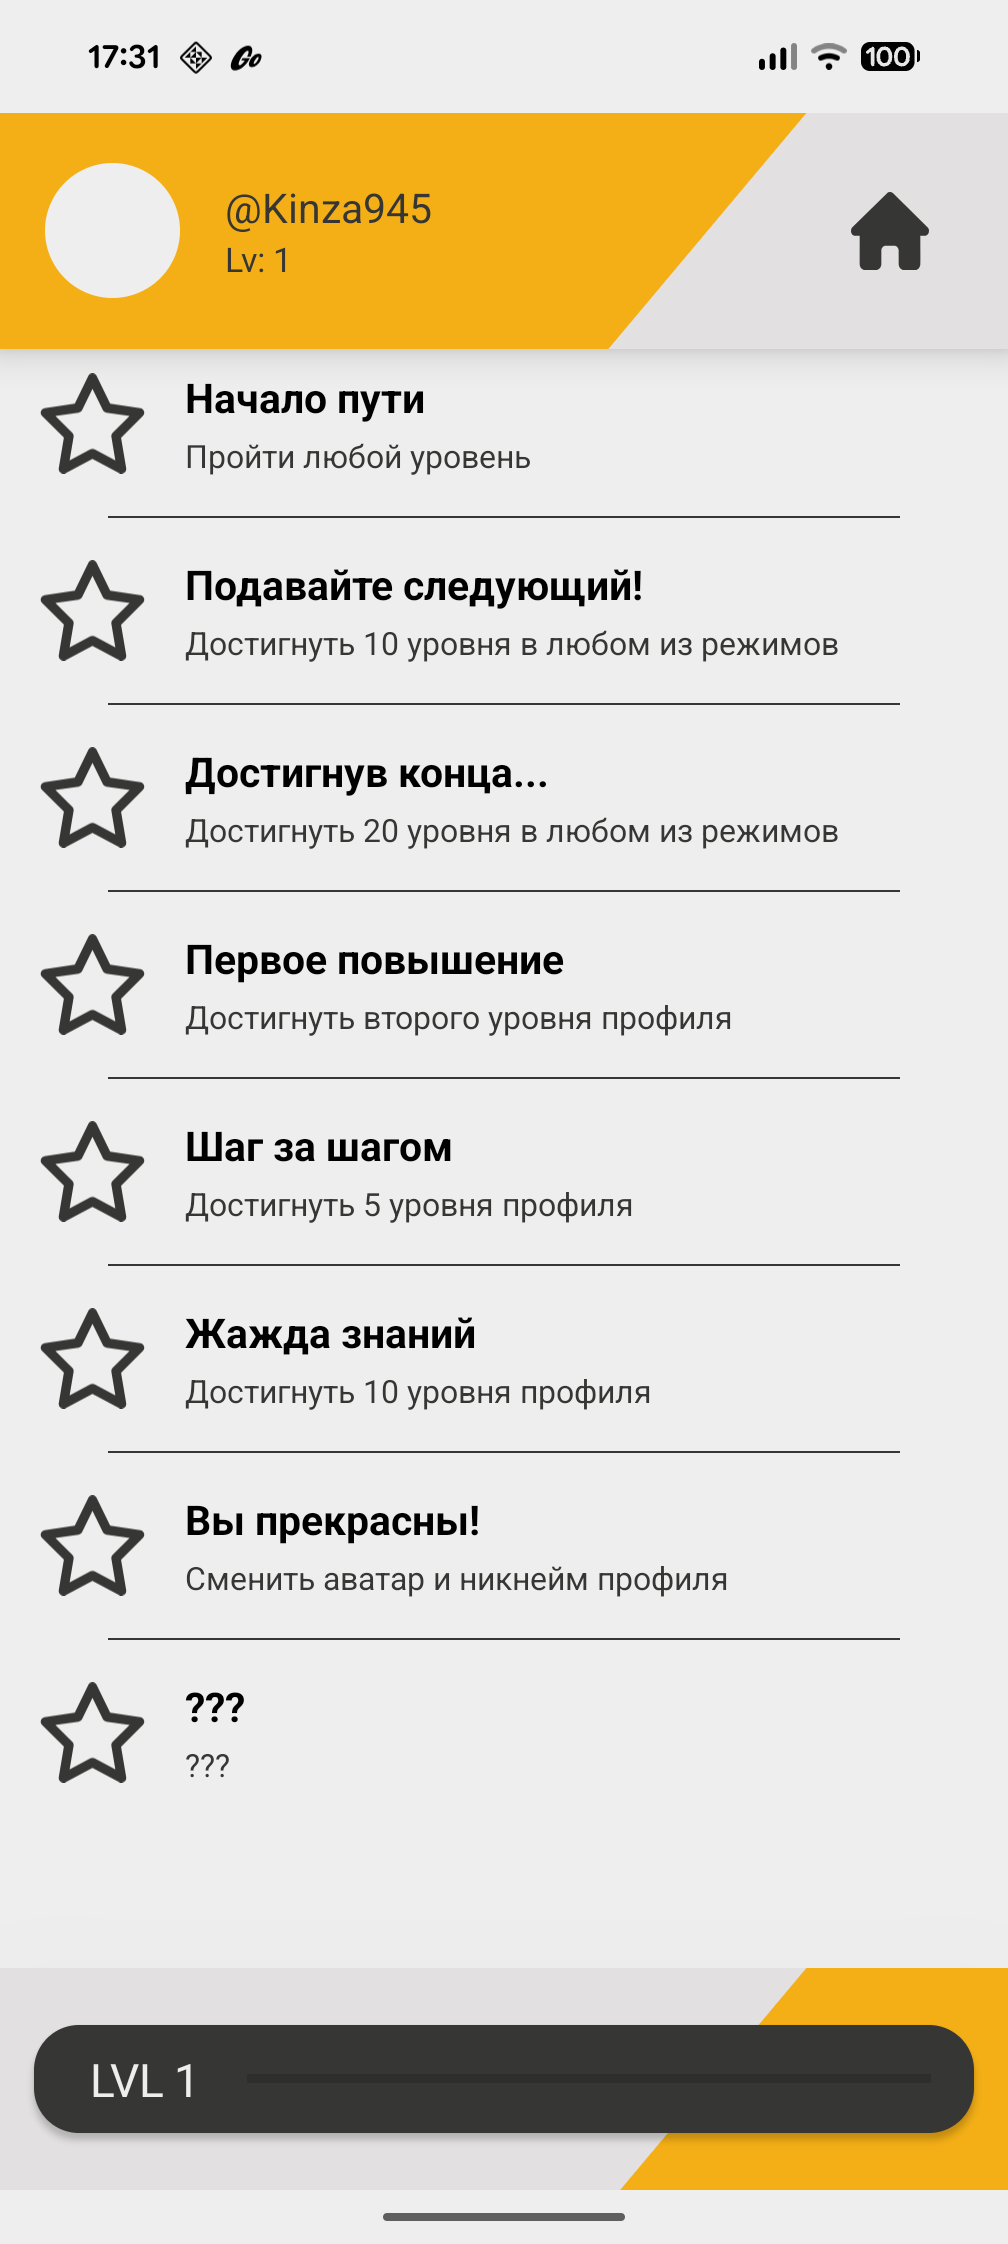 17:31 Go 100
@Kinza945
Lv: 1
Начало пути
Пройти любой уровень
Подавайте следующий!
Достигнуть 10 уровня в любом из режимов
Достигнув конца...
Достигнуть 20 уровня в любом из режимов
Первое повышение
Достигнуть второго уровня профиля
Шаг за шагом
Достигнуть 5 уровня профиля
Жажда знаний
Достигнуть 10 уровня профиля
Вы прекрасны!
Сменить аватар и никнейм профиля
???
???
LVL 1